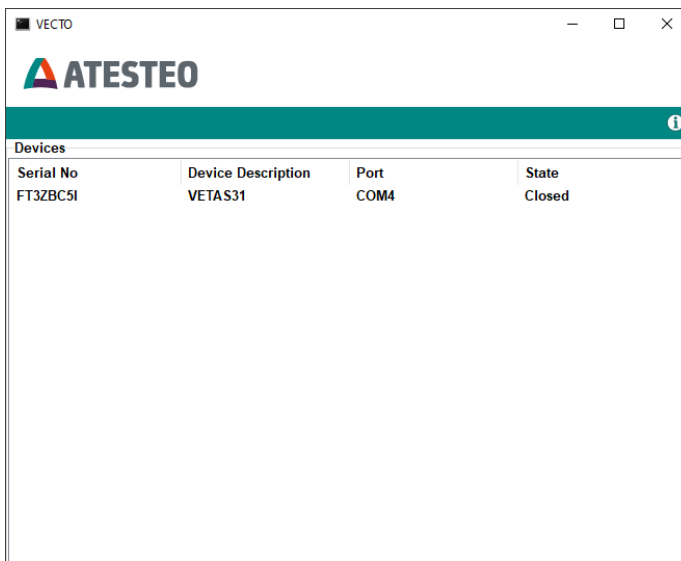 VECTO
ATESTEO
Devices
Serial No Device Description Port State
FT3ZBC5I VETAS31 COM4 Closed